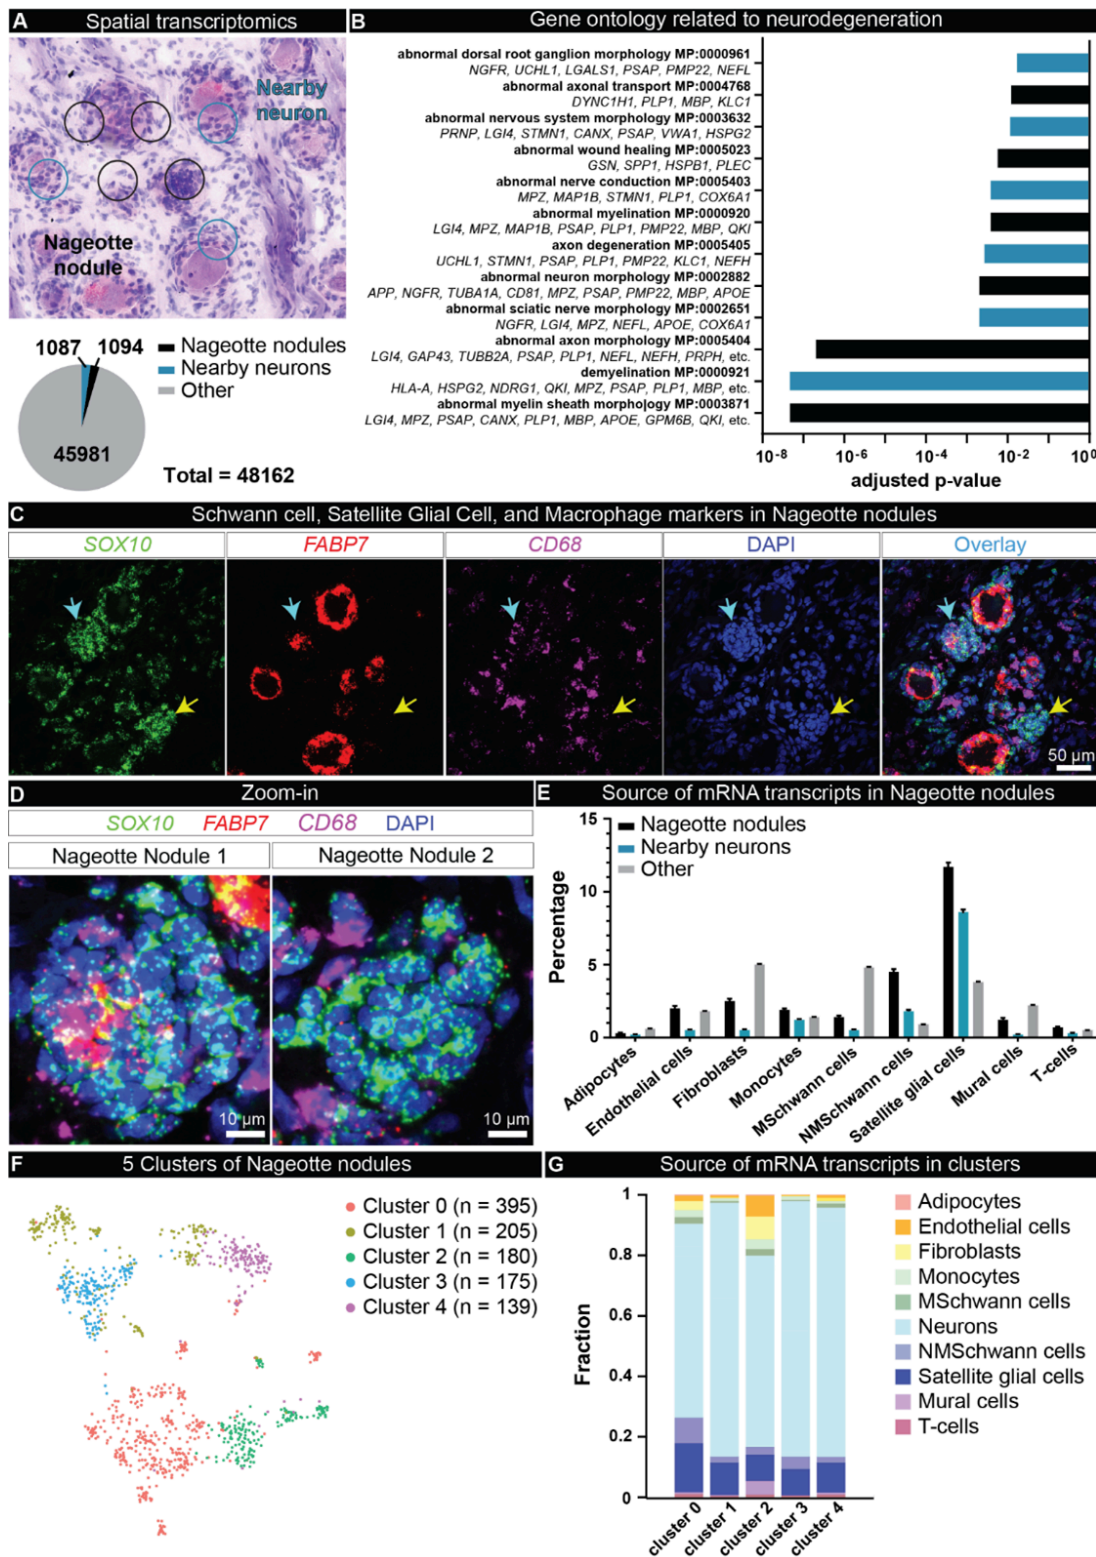 A Spatial transcriptomics
Nearby
neuron
Nageotte
nodule
1087 1094
45981
Nageotte nodules
Nearby neurons
Other
Total = 48162
B Gene ontology related to neurodegeneration
abnormal dorsal root ganglion morphology MP:0000961
NGFR, UCHL1, LGALS1, PSAP, PMP22, NEFL
abnormal axonal transport MP:0004768
DYNC1H1, PLP1, MBP, KLC1
abnormal nervous system morphology MP:0003632
PRNP, LGI4, STMN1, CANX, PSAP, VWA1, HSPG2
abnormal wound healing MP:0005023
GSN, SPP1, HSPB1, PLEC
abnormal nerve conduction MP:0005403
MPZ, MAP1B, STMN1, PLP1, COX6A1
abnormal myelination MP:0000920
LGI4, MPZ, MAP1B, PSAP, PLP1, PMP22, MBP, QKI
axon degeneration MP:0005405
UCHL1, STMN1, PSAP, PLP1, PMP22, KLC1, NEFH
abnormal neuron morphology MP:0002882
APP, NGFR, TUBA1A, CD81, MPZ, PSAP, PMP22, MBP, APOE
abnormal sciatic nerve morphology MP:0002651
NGFR, LGI4, MPZ, NEFL, APOE, COX6A1
abnormal axon morphology MP:0005404
LGI4, GAP43, TUBB2A, PSAP, PLP1, NEFL, NEFH, PRPH, etc.
demyelination MP:0000921
HLA-A, HSPG2, NDRG1, QKI, MPZ, PSAP, PLP1, MBP, etc.
abnormal myelin sheath morphology MP:0003871
LGI4, MPZ, PSAP, CANX, PLP1, MBP, APOE, GPM6B, QKI, etc.
10⁻⁸ 10⁻⁶ 10⁻⁴ 10⁻² 10⁰
adjusted p-value
C Schwann cell, Satellite Glial Cell, and Macrophage markers in Nageotte nodules
SOX10 FABP7 CD68 DAPI Overlay
50 µm
D Zoom-in
SOX10 FABP7 CD68 DAPI
Nageotte Nodule 1 Nageotte Nodule 2
10 µm 10 µm
E Source of mRNA transcripts in Nageotte nodules
Nageotte nodules
Nearby neurons
Other
Percentage
15
10
5
0
Adipocytes
Endothelial cells
Fibroblasts
Monocytes
MSchwann cells
NMSchwann cells
Satellite glial cells
Mural cells
T-cells
F 5 Clusters of Nageotte nodules
Cluster 0 (n = 395)
Cluster 1 (n = 205)
Cluster 2 (n = 180)
Cluster 3 (n = 175)
Cluster 4 (n = 139)
G Source of mRNA transcripts in clusters
Fraction
1
0.8
0.6
0.4
0.2
0
cluster 0
cluster 1
cluster 2
cluster 3
cluster 4
Adipocytes
Endothelial cells
Fibroblasts
Monocytes
MSchwann cells
Neurons
NMSchwann cells
Satellite glial cells
Mural cells
T-cells